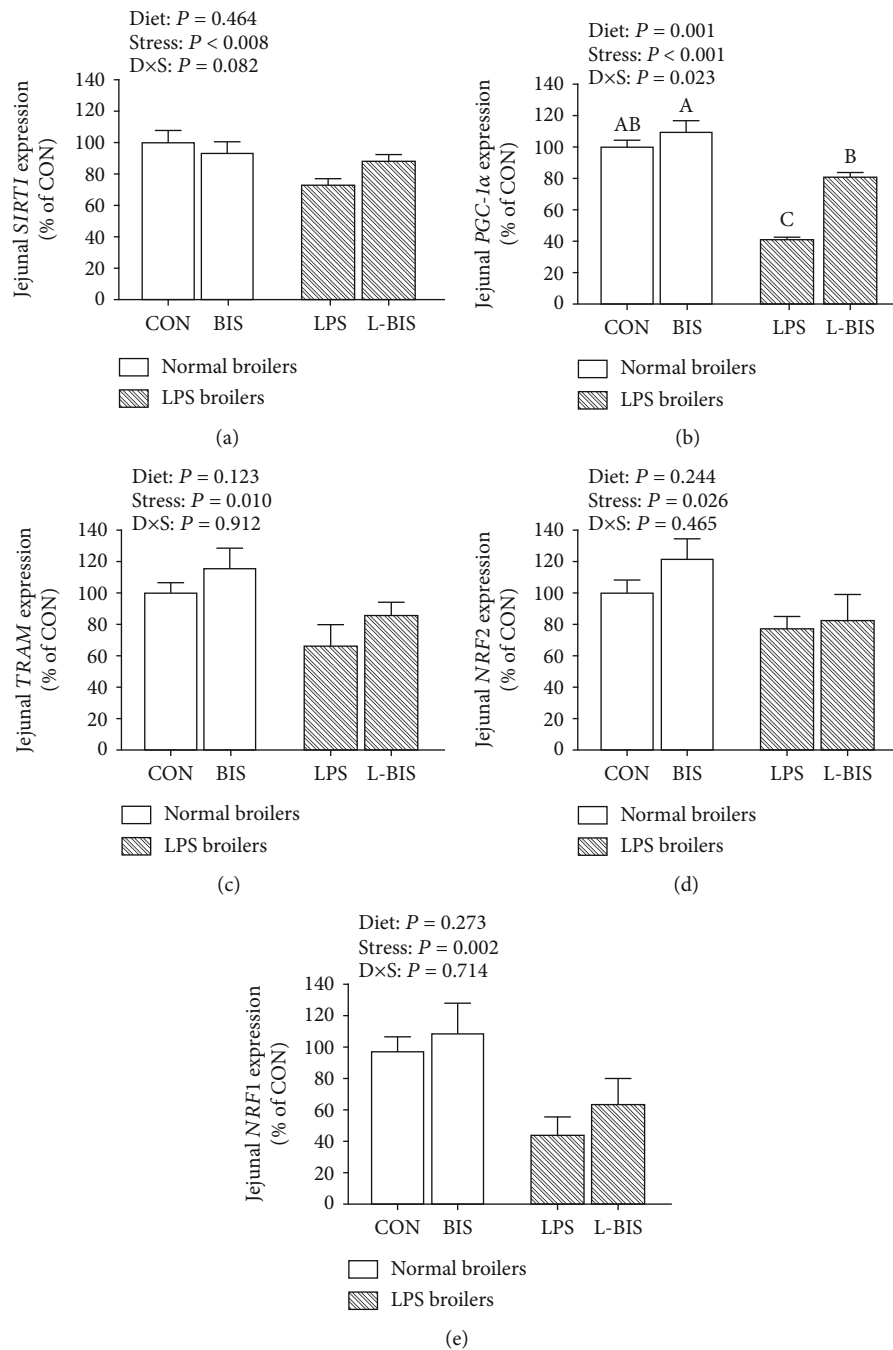 Diet: P = 0.464
Stress: P < 0.008
D×S: P = 0.082
Jejunal SIRT1 expression
(% of CON)
140
120
100
80
60
40
20
0
CON BIS LPS L-BIS
Normal broilers
LPS broilers
(a)
Diet: P = 0.001
Stress: P < 0.001
D×S: P = 0.023
Jejunal PGC-1α expression
(% of CON)
140
120
100
80
60
40
20
0
AB A C B
CON BIS LPS L-BIS
Normal broilers
LPS broilers
(b)
Diet: P = 0.123
Stress: P = 0.010
D×S: P = 0.912
Jejunal TRAM expression
(% of CON)
140
120
100
80
60
40
20
0
CON BIS LPS L-BIS
Normal broilers
LPS broilers
(c)
Diet: P = 0.244
Stress: P = 0.026
D×S: P = 0.465
Jejunal NRF2 expression
(% of CON)
140
120
100
80
60
40
20
0
CON BIS LPS L-BIS
Normal broilers
LPS broilers
(d)
Diet: P = 0.273
Stress: P = 0.002
D×S: P = 0.714
Jejunal NRF1 expression
(% of CON)
140
120
100
80
60
40
20
0
CON BIS LPS L-BIS
Normal broilers
LPS broilers
(e)